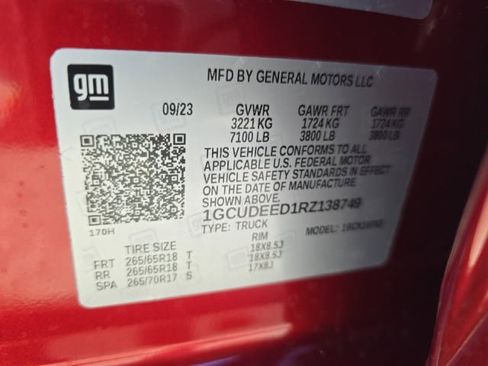 gm
MFD BY GENERAL MOTORS LLC
09/23 GVWR GAWR FRT GAWR RR
3221 KG 1724 KG 1724 KG
7100 LB 3800 LB 3800 LB
THIS VEHICLE CONFORMS TO ALL
APPLICABLE U.S. FEDERAL MOTOR
VEHICLE SAFETY STANDARDS IN EFFECT
ON THE DATE OF MANUFACTURE SHOWN ABOVE.
1GCUDEED1RZ138749
170H
TYPE: TRUCK MODEL:
TIRE SIZE RIM
FRT 265/65R18 T 18X8.5J
RR 265/65R18 T 18X8.5J
SPA 265/70R17 S 17X8J